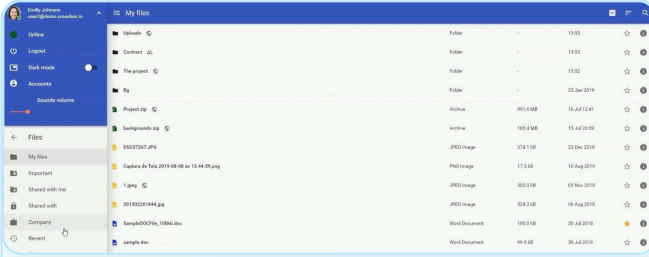 Emily Johnson
user7@demo.crossbox.io
My files
Online
Logout
Dark mode
Accounts
Sounds volume
Files
My files
Important
Shared with me
Shared with
Company
Recent
Uploads Folder - 13:55
Contract Folder - 13:55
The project Folder - 13:52
Bg Folder - 23 Jan 2019
Project.zip Archive 991.6 MB 16 Jul 12:41
backgrounds.zip Archive 165.4 MB 15 Jul 23:59
DSC07267.JPG JPEG Image 374.1 kB 23 Dec 2019
Captura de Tela 2019-08-08 às 13.44.59.png PNG Image 17.5 kB 10 Aug 2019
1.jpeg JPEG Image 303.0 kB 03 Nov 2018
201302201844.jpg JPEG Image 524.2 kB 06 Aug 2018
SampleDOCFile_100kb.doc Word Document 100.0 kB 30 Jul 2018
sample.doc Word Document 99.5 kB 30 Jul 2018